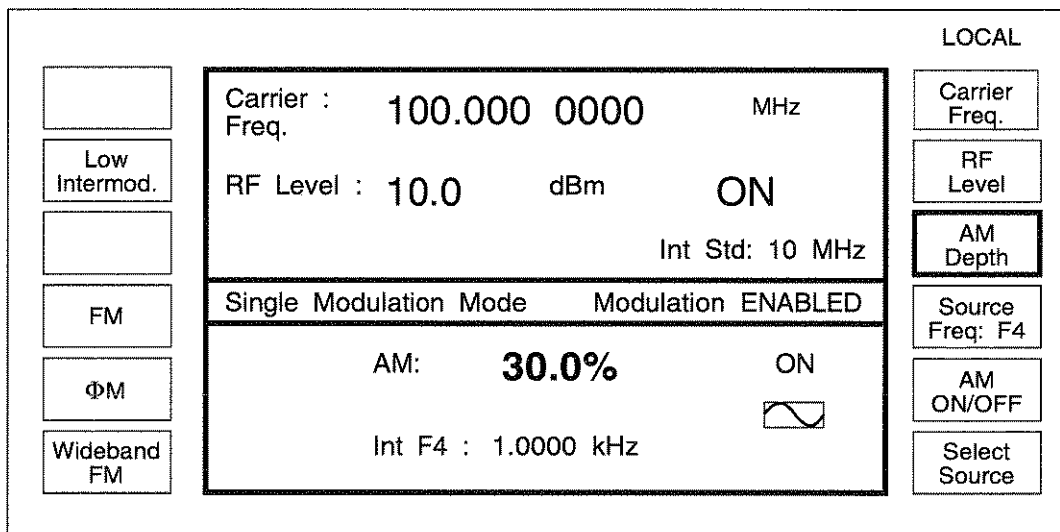 LOCAL
Low
Intermod.
FM
ΦM
Wideband
FM
Carrier :
Freq.
100.000 0000 MHz
RF Level : 10.0 dBm ON
Int Std: 10 MHz
Single Modulation Mode Modulation ENABLED
AM: 30.0% ON
Int F4 : 1.0000 kHz
Carrier
Freq.
RF
Level
AM
Depth
Source
Freq: F4
AM
ON/OFF
Select
Source